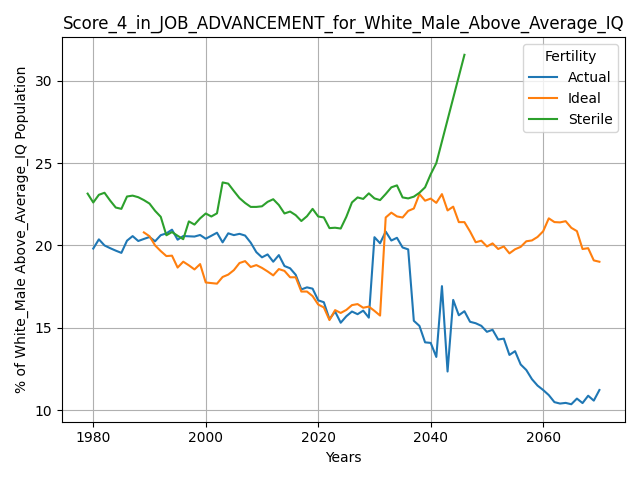 Score_4_in_JOB_ADVANCEMENT_for_White_Male_Above_Average_IQ
Fertility
Actual
Ideal
Sterile
% of White_Male Above_Average_IQ Population
30
25
20
15
10
1980
2000
2020
2040
2060
Years